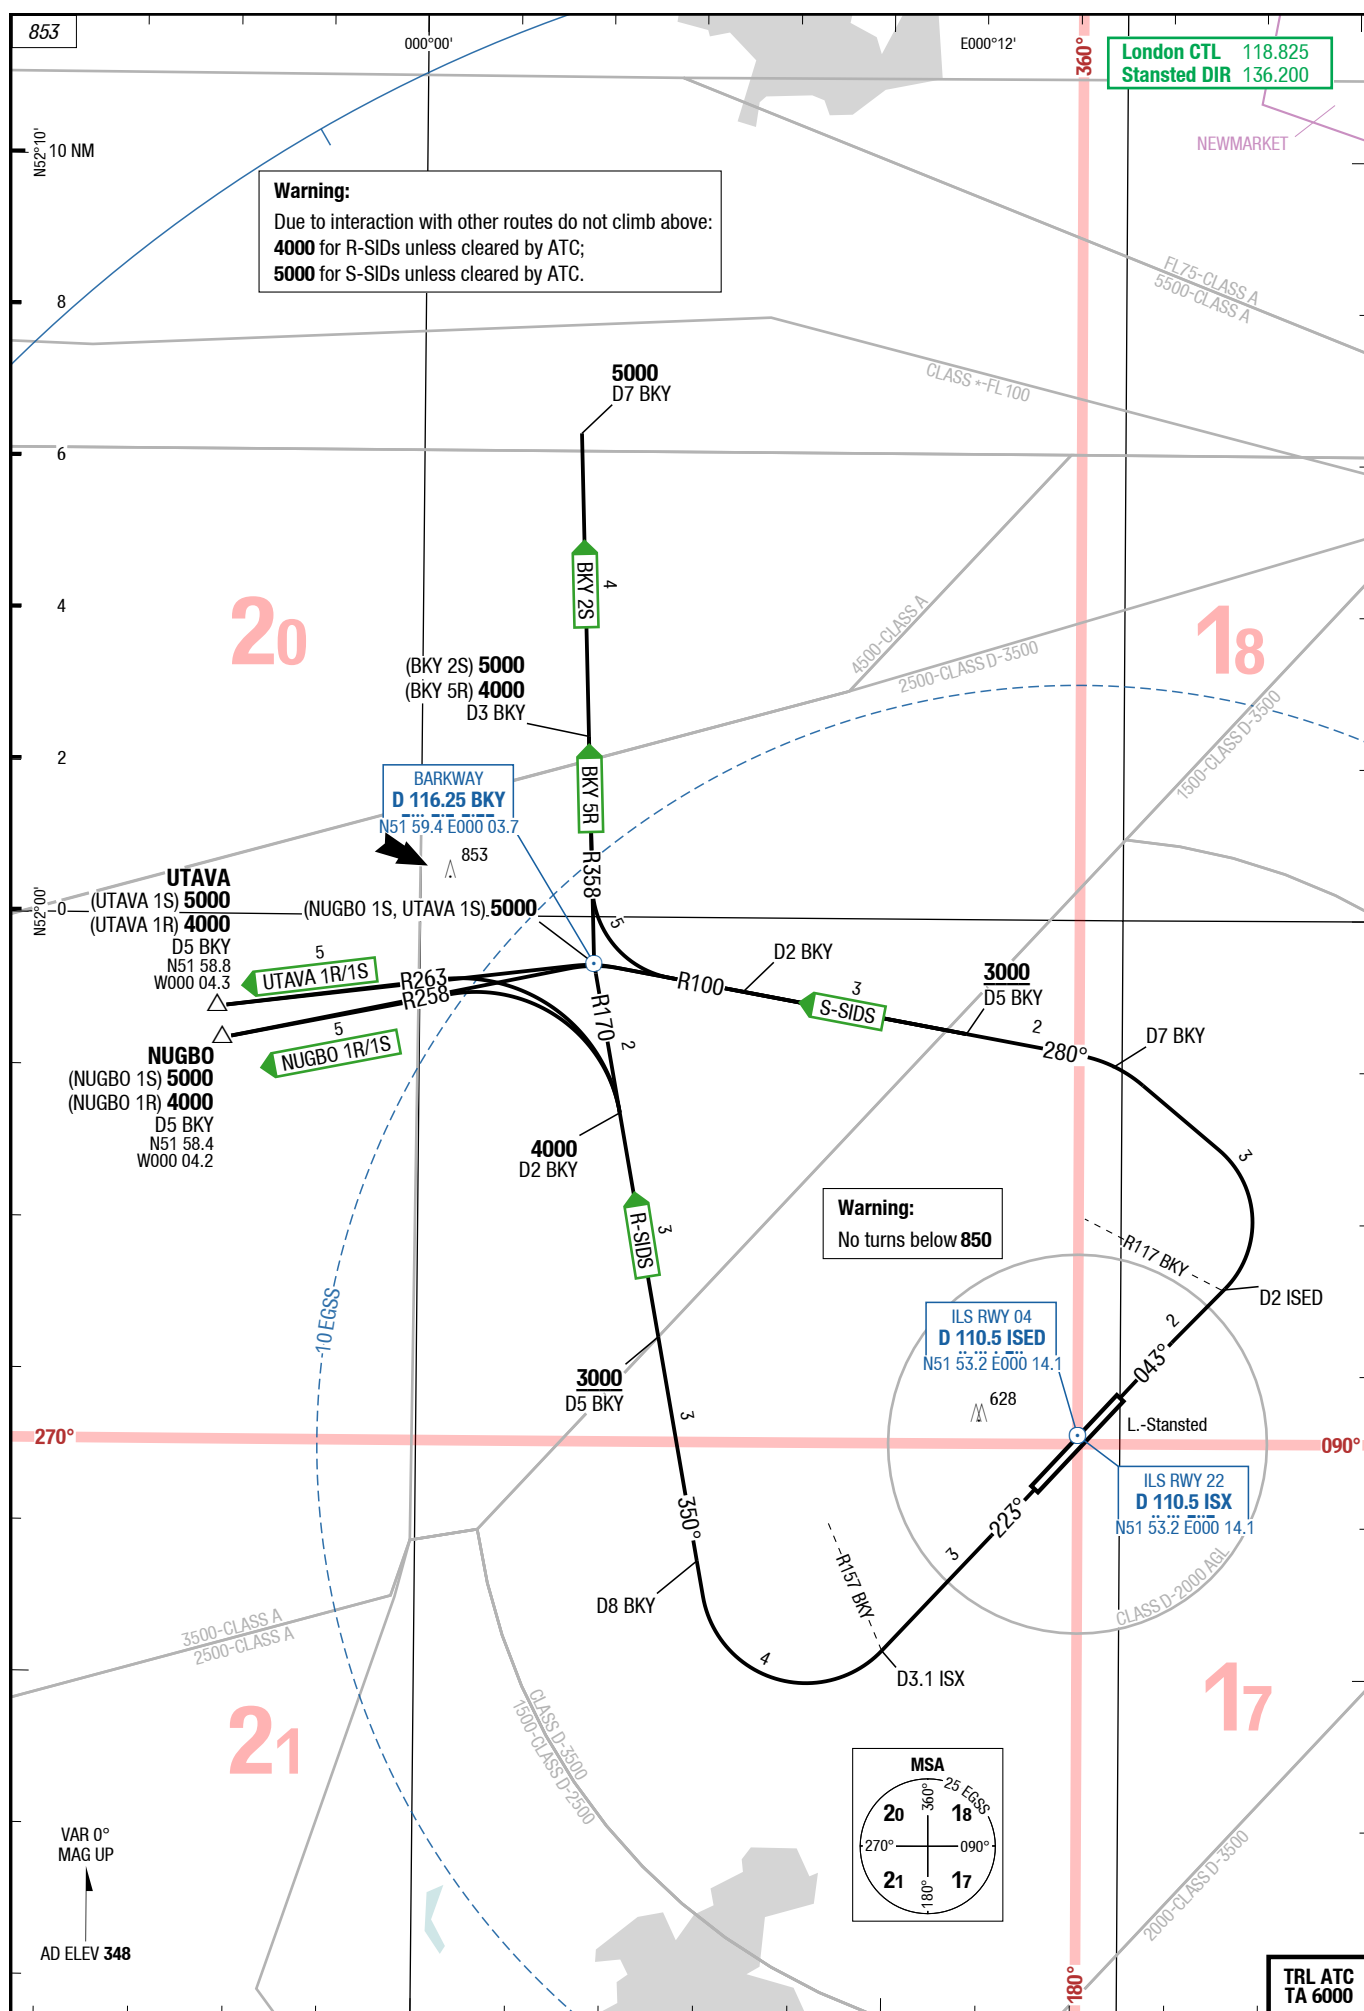 853
000°00'
E000°12'
360°
London CTL 118.825
Stansted DIR 136.200
NEWMARKET
N52°10'
10 NM
Warning:
Due to interaction with other routes do not climb above:
4000 for R-SIDs unless cleared by ATC;
5000 for S-SIDs unless cleared by ATC.
FL75-CLASS A
5500-CLASS A
8
CLASS *-FL100
5000
D7 BKY
6
BKY 2S
4
4
20
18
4500-CLASS A
2500-CLASS D-3500
1500-CLASS D-3500
(BKY 2S) 5000
(BKY 5R) 4000
D3 BKY
2
BKY 5R
BARKWAY
D 116.25 BKY
N51 59.4 E000 03.7
853
R358
UTAVA
(UTAVA 1S) 5000
(UTAVA 1R) 4000
D5 BKY
N51 58.8
W000 04.3
N52°00'
0
(NUGBO 1S, UTAVA 1S) 5000
5
5
UTAVA 1R/1S
R263
R258
5
NUGBO 1R/1S
R100
D2 BKY
3
S-SIDS
3000
D5 BKY
2
280°
D7 BKY
R170
2
NUGBO
(NUGBO 1S) 5000
(NUGBO 1R) 4000
D5 BKY
N51 58.4
W000 04.2
4000
D2 BKY
3
R-SIDS
3
Warning:
No turns below 850
R117 BKY
D2 ISED
10 EGSS
ILS RWY 04
D 110.5 ISED
N51 53.2 E000 14.1
2
043°
3000
D5 BKY
628
3
L.-Stansted
270°
090°
ILS RWY 22
D 110.5 ISX
N51 53.2 E000 14.1
350°
223°
3
R157 BKY
D8 BKY
CLASS D-2000 AGL
3500-CLASS A
2500-CLASS A
4
D3.1 ISX
CLASS D-3500
1500-CLASS D-2500
21
17
MSA
25 EGSS
360°
20
18
270°
090°
21
17
180°
VAR 0°
MAG UP
AD ELEV 348
2000-CLASS D-3500
180°
TRL ATC
TA 6000